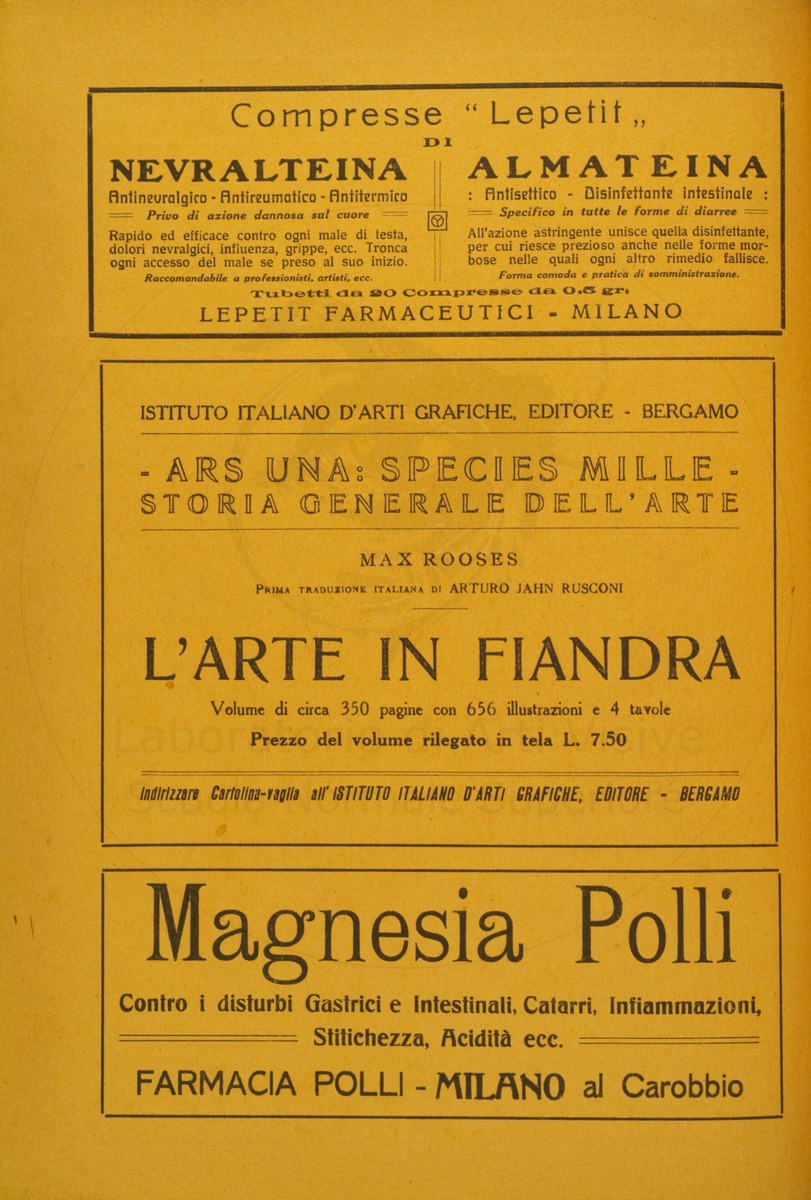 Compresse “Lepetit„
DI
NEVRALTEINA
Antineuralgico - Antireumatico - Antitermico
Privo di azione dannosa sul cuore
Rapido ed efficace contro ogni male di testa,
dolori nevralgici, influenza, grippe, ecc. Tronca
ogni accesso del male se preso al suo inizio.
Raccomandabile a professionisti, artisti, ecc.
ALMATEINA
: Antisettico - Disinfettante intestinale :
Specifico in tutte le forme di diarree
All'azione astringente unisce quella disinfettante,
per cui riesce prezioso anche nelle forme mor-
bose nelle quali ogni altro rimedio fallisce.
Forma comoda e pratica di somministrazione.
Tubetti da 20 Compresse da 0.5 gr.
LEPETIT FARMACEUTICI - MILANO
ISTITUTO ITALIANO D'ARTI GRAFICHE, EDITORE - BERGAMO
- ARS UNA: SPECIES MILLE -
STORIA GENERALE DELL'ARTE
MAX ROOSES
PRIMA TRADUZIONE ITALIANA DI ARTURO JAHN RUSCONI
L'ARTE IN FIANDRA
Volume di circa 350 pagine con 656 illustrazioni e 4 tavole
Prezzo del volume rilegato in tela L. 7.50
Indirizzare Cartolina-vaglia all'ISTITUTO ITALIANO D'ARTI GRAFICHE, EDITORE - BERGAMO
Magnesia Polli
Contro i disturbi Gastrici e Intestinali, Catarri, Infiammazioni,
Stitichezza, Acidità ecc.
FARMACIA POLLI - MILANO al Carobbio